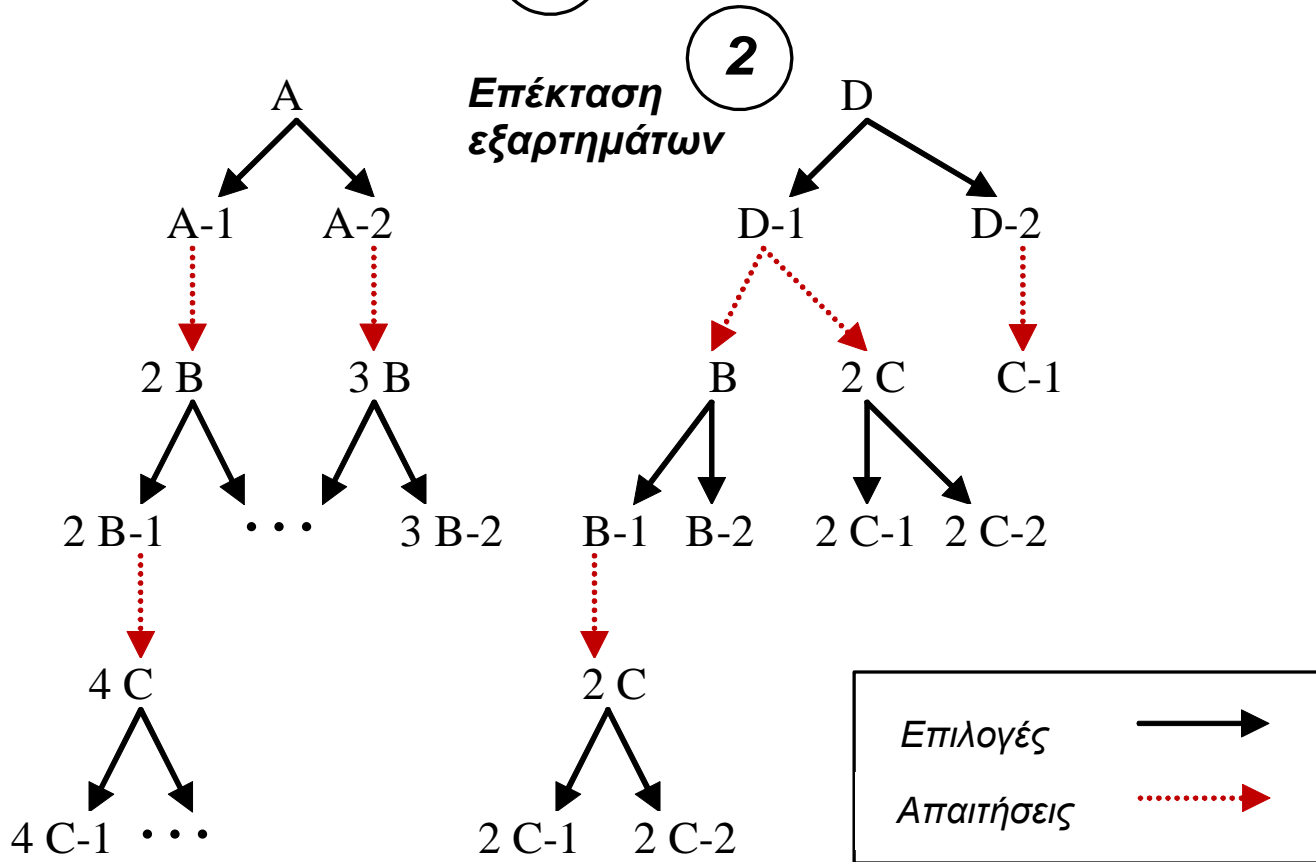 2
A
Επέκταση
εξαρτημάτων
D
A-1 A-2 D-1 D-2
2 B 3 B B 2 C C-1
2 B-1 ... 3 B-2 B-1 B-2 2 C-1 2 C-2
4 C 2 C
4 C-1 ... 2 C-1 2 C-2
Επιλογές
Απαιτήσεις